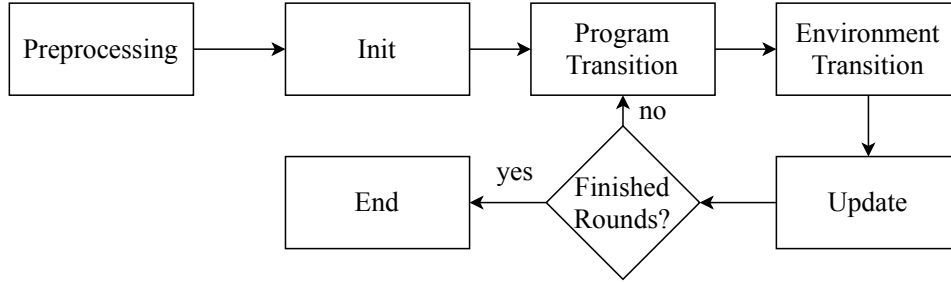 Preprocessing
Init
Program
Transition
Environment
Transition
no
yes
End
Finished
Rounds?
Update